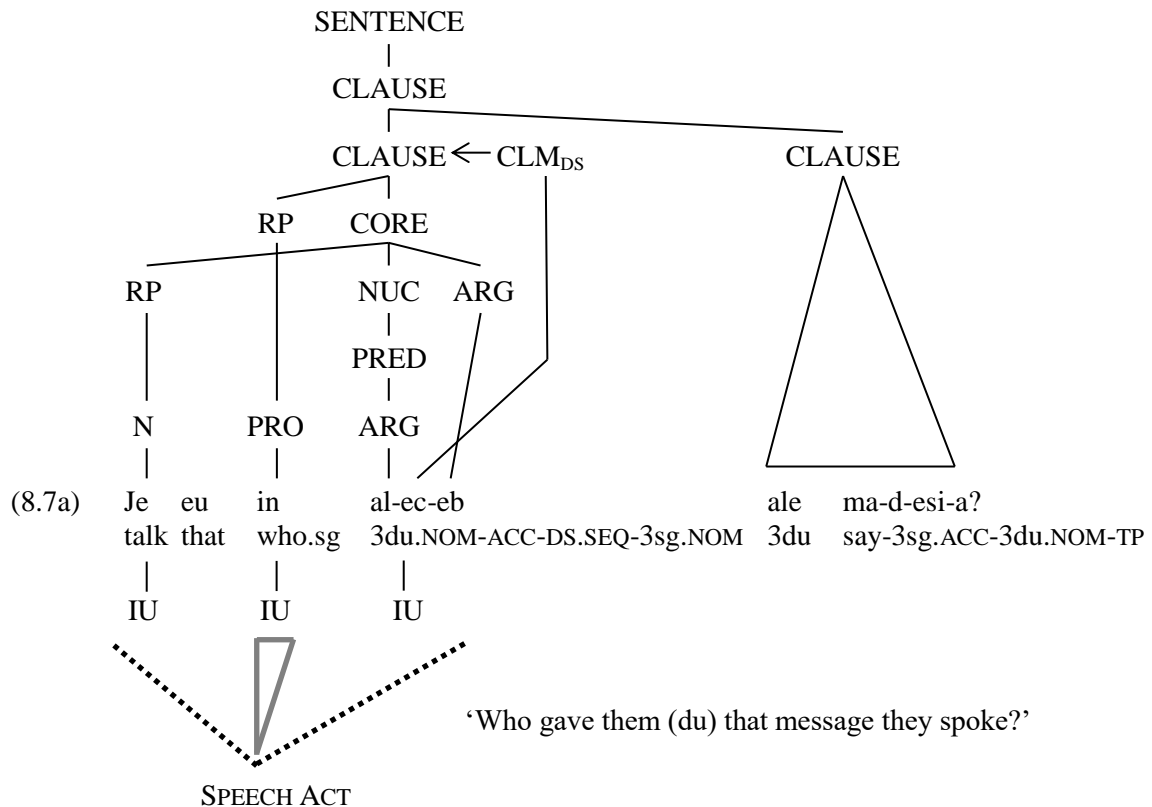 SENTENCE
CLAUSE
CLAUSE CLM_DS CLAUSE
RP CORE
RP NUC ARG
PRED
N PRO ARG
(8.7a) Je eu in al-ec-eb ale ma-d-esi-a?
talk that who.sg 3du.NOM-ACC-DS.SEQ-3sg.NOM 3du say-3sg.ACC-3du.NOM-TP
IU IU IU
‘Who gave them (du) that message they spoke?’
SPEECH ACT